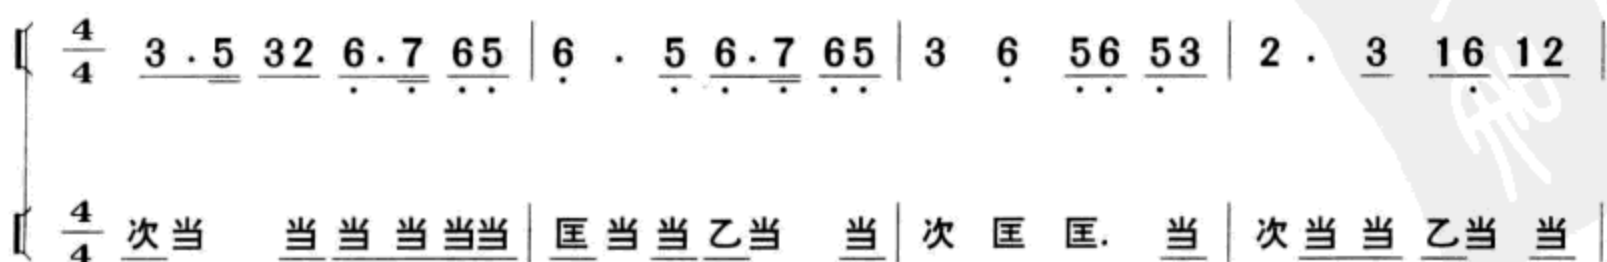 4/4 3·5 32 6·7 65 | 6· 5 6·7 65 | 3 6 56 53 | 2· 3 16 12 |
4/4 次当 当当当当当 | 匡当当乙当 当 | 次 匡 匡. 当 | 次当当乙当 当 |